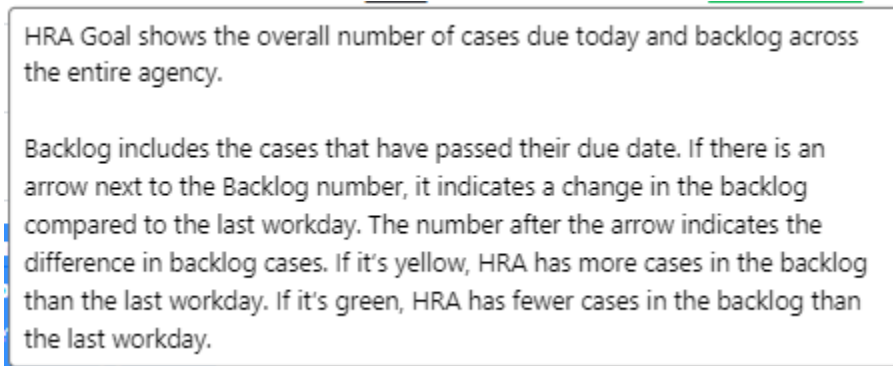 HRA Goal shows the overall number of cases due today and backlog across
the entire agency.
Backlog includes the cases that have passed their due date. If there is an
arrow next to the Backlog number, it indicates a change in the backlog
compared to the last workday. The number after the arrow indicates the
difference in backlog cases. If it's yellow, HRA has more cases in the backlog
than the last workday. If it's green, HRA has fewer cases in the backlog than
the last workday.